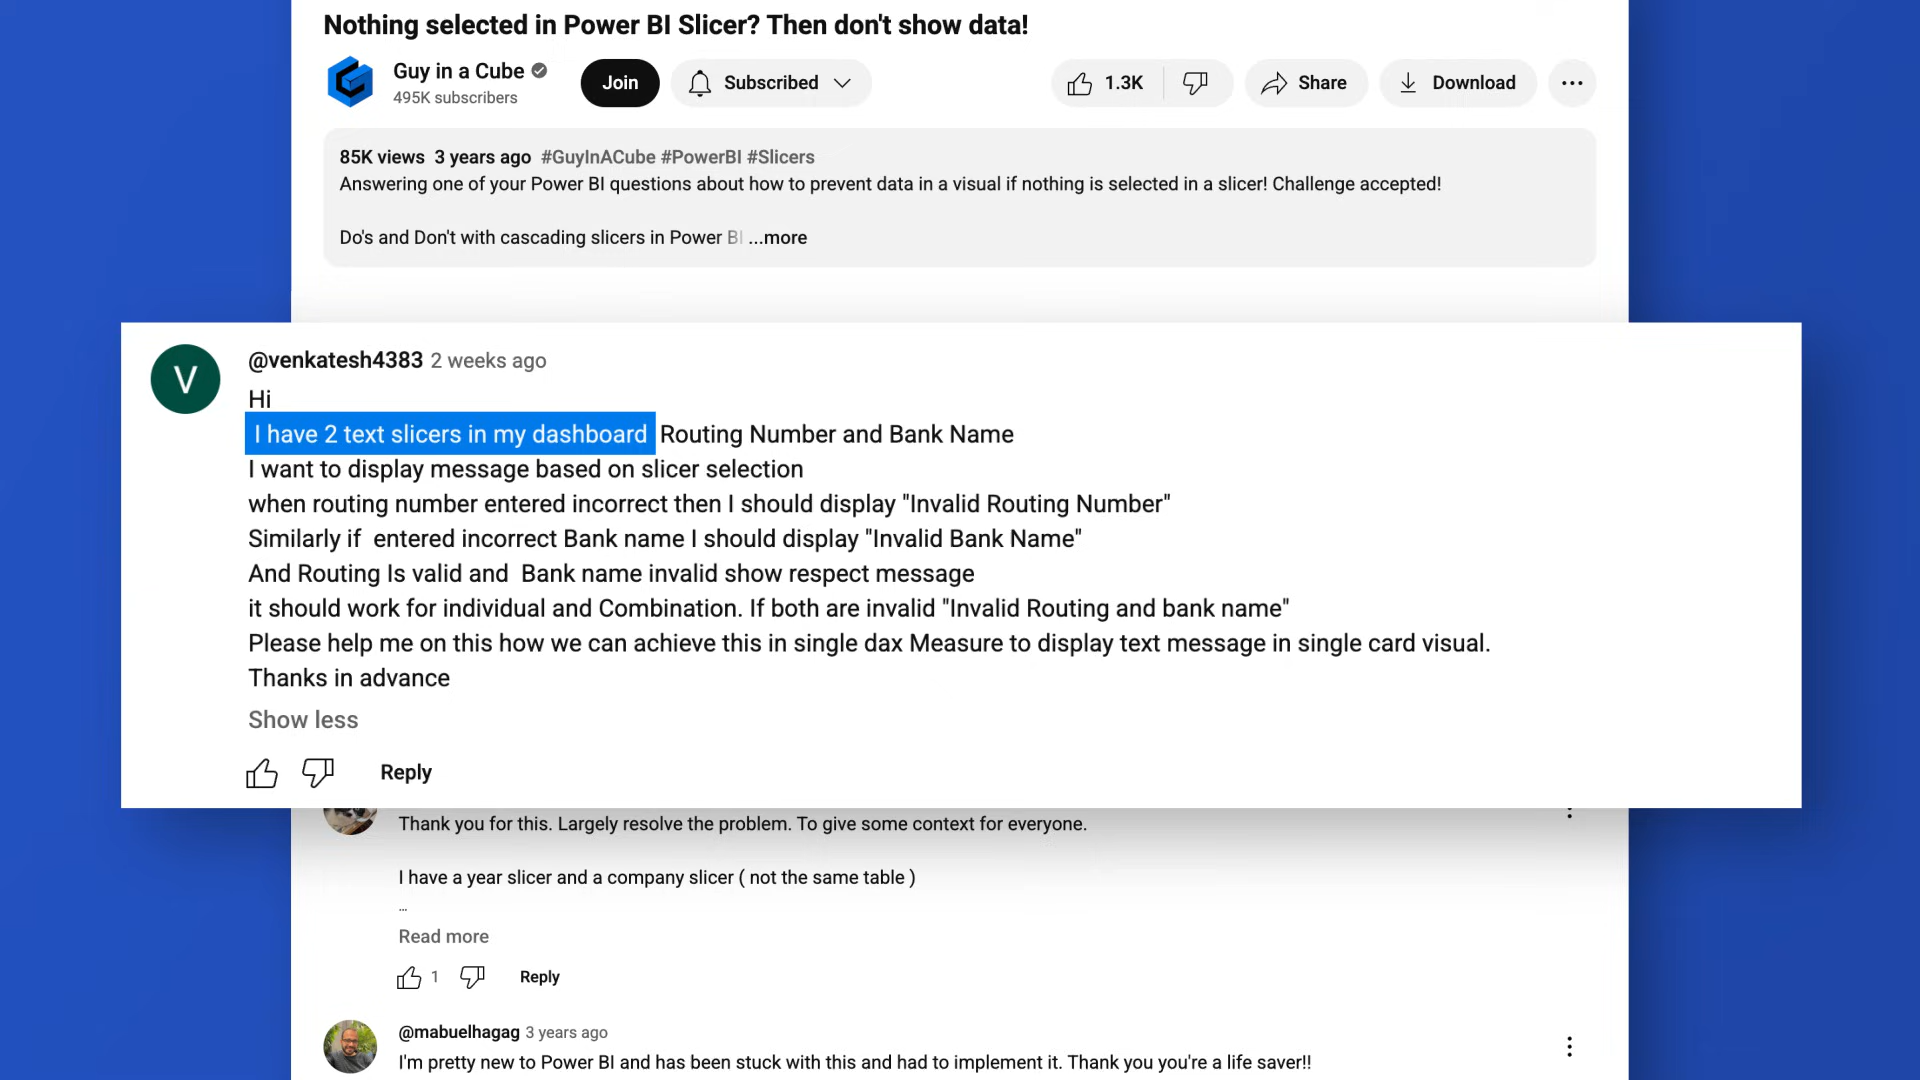 Nothing selected in Power BI Slicer? Then don't show data!
Guy in a Cube
495K subscribers
Join
Subscribed
1.3K
Share
Download
85K views 3 years ago #GuyInACube #PowerBI #Slicers
Answering one of your Power BI questions about how to prevent data in a visual if nothing is selected in a slicer! Challenge accepted!
Do's and Don't with cascading slicers in Power BI ...more
V
@venkatesh4383 2 weeks ago
Hi
I have 2 text slicers in my dashboard Routing Number and Bank Name
I want to display message based on slicer selection
when routing number entered incorrect then I should display "Invalid Routing Number"
Similarly if entered incorrect Bank name I should display "Invalid Bank Name"
And Routing Is valid and Bank name invalid show respect message
it should work for individual and Combination. If both are invalid "Invalid Routing and bank name"
Please help me on this how we can achieve this in single dax Measure to display text message in single card visual.
Thanks in advance
Show less
Reply
Thank you for this. Largely resolve the problem. To give some context for everyone.
I have a year slicer and a company slicer ( not the same table )
...
Read more
1
Reply
@mabuelhagag 3 years ago
I'm pretty new to Power BI and has been stuck with this and had to implement it. Thank you you're a life saver!!